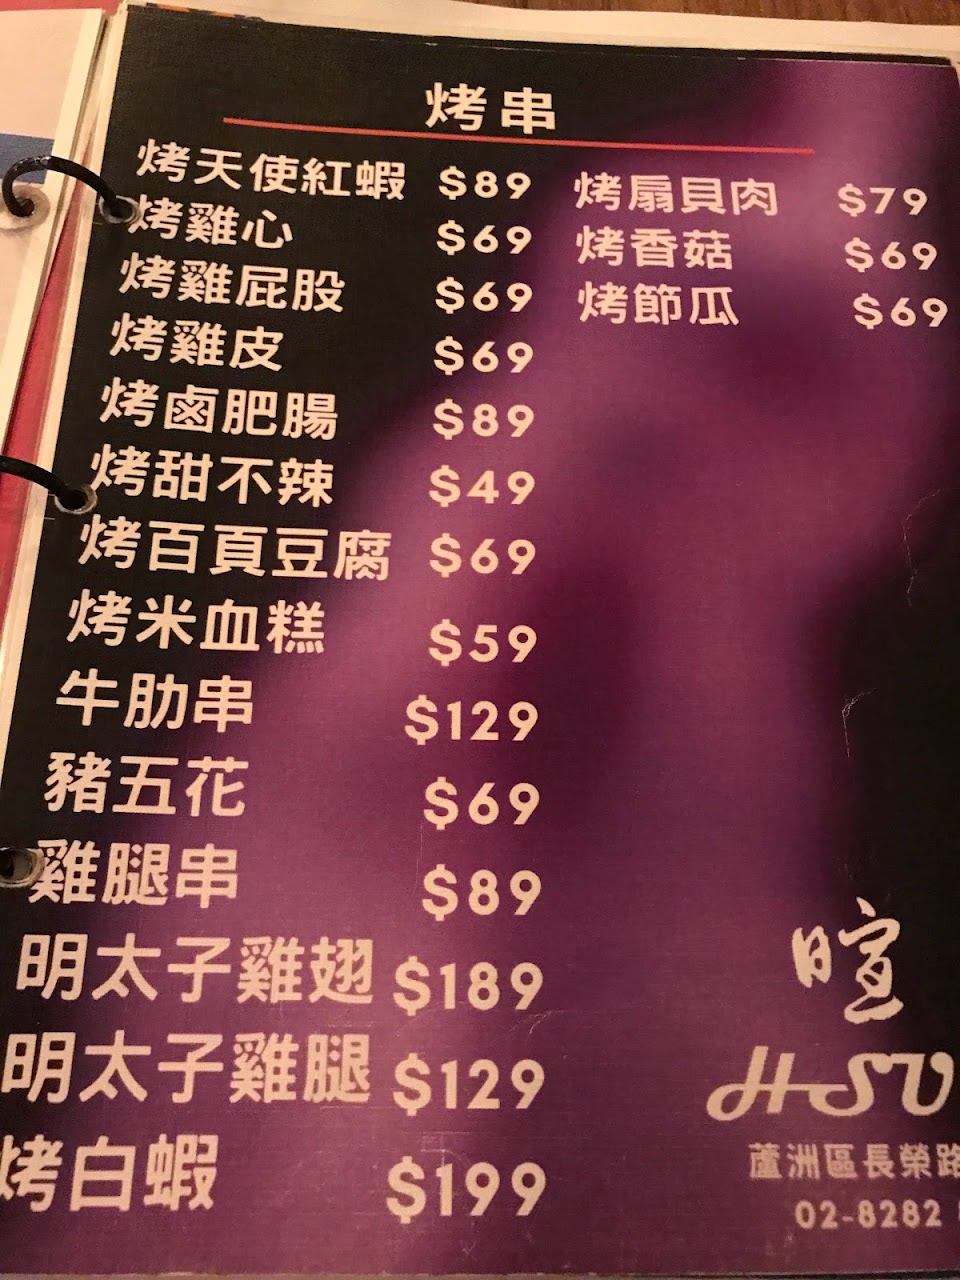 烤串
烤天使紅蝦 $89
烤雞心 $69
烤雞屁股 $69
烤雞皮 $69
烤鹵肥腸 $89
烤甜不辣 $49
烤百頁豆腐 $69
烤米血糕 $59
牛肋串 $129
豬五花 $69
雞腿串 $89
明太子雞翅 $189
明太子雞腿 $129
烤白蝦 $199
烤扇貝肉 $79
烤香菇 $69
烤節瓜 $69
暄
HSU
蘆洲區長榮路
02-8282